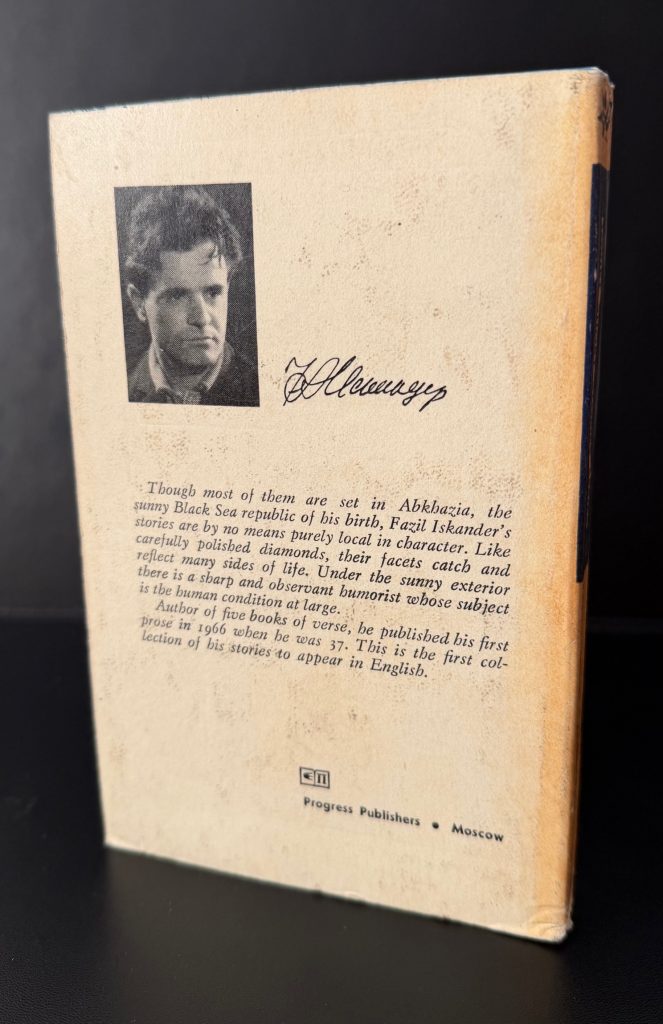 Ф Искандер
Though most of them are set in Abkhazia, the
sunny Black Sea republic of his birth, Fazil Iskander's
stories are by no means purely local in character. Like
carefully polished diamonds, their facets catch and
reflect many sides of life. Under the sunny exterior
there is a sharp and observant humorist whose subject
is the human condition at large.
Author of five books of verse, he published his first
prose in 1966 when he was 37. This is the first col-
lection of his stories to appear in English.
Progress Publishers • Moscow